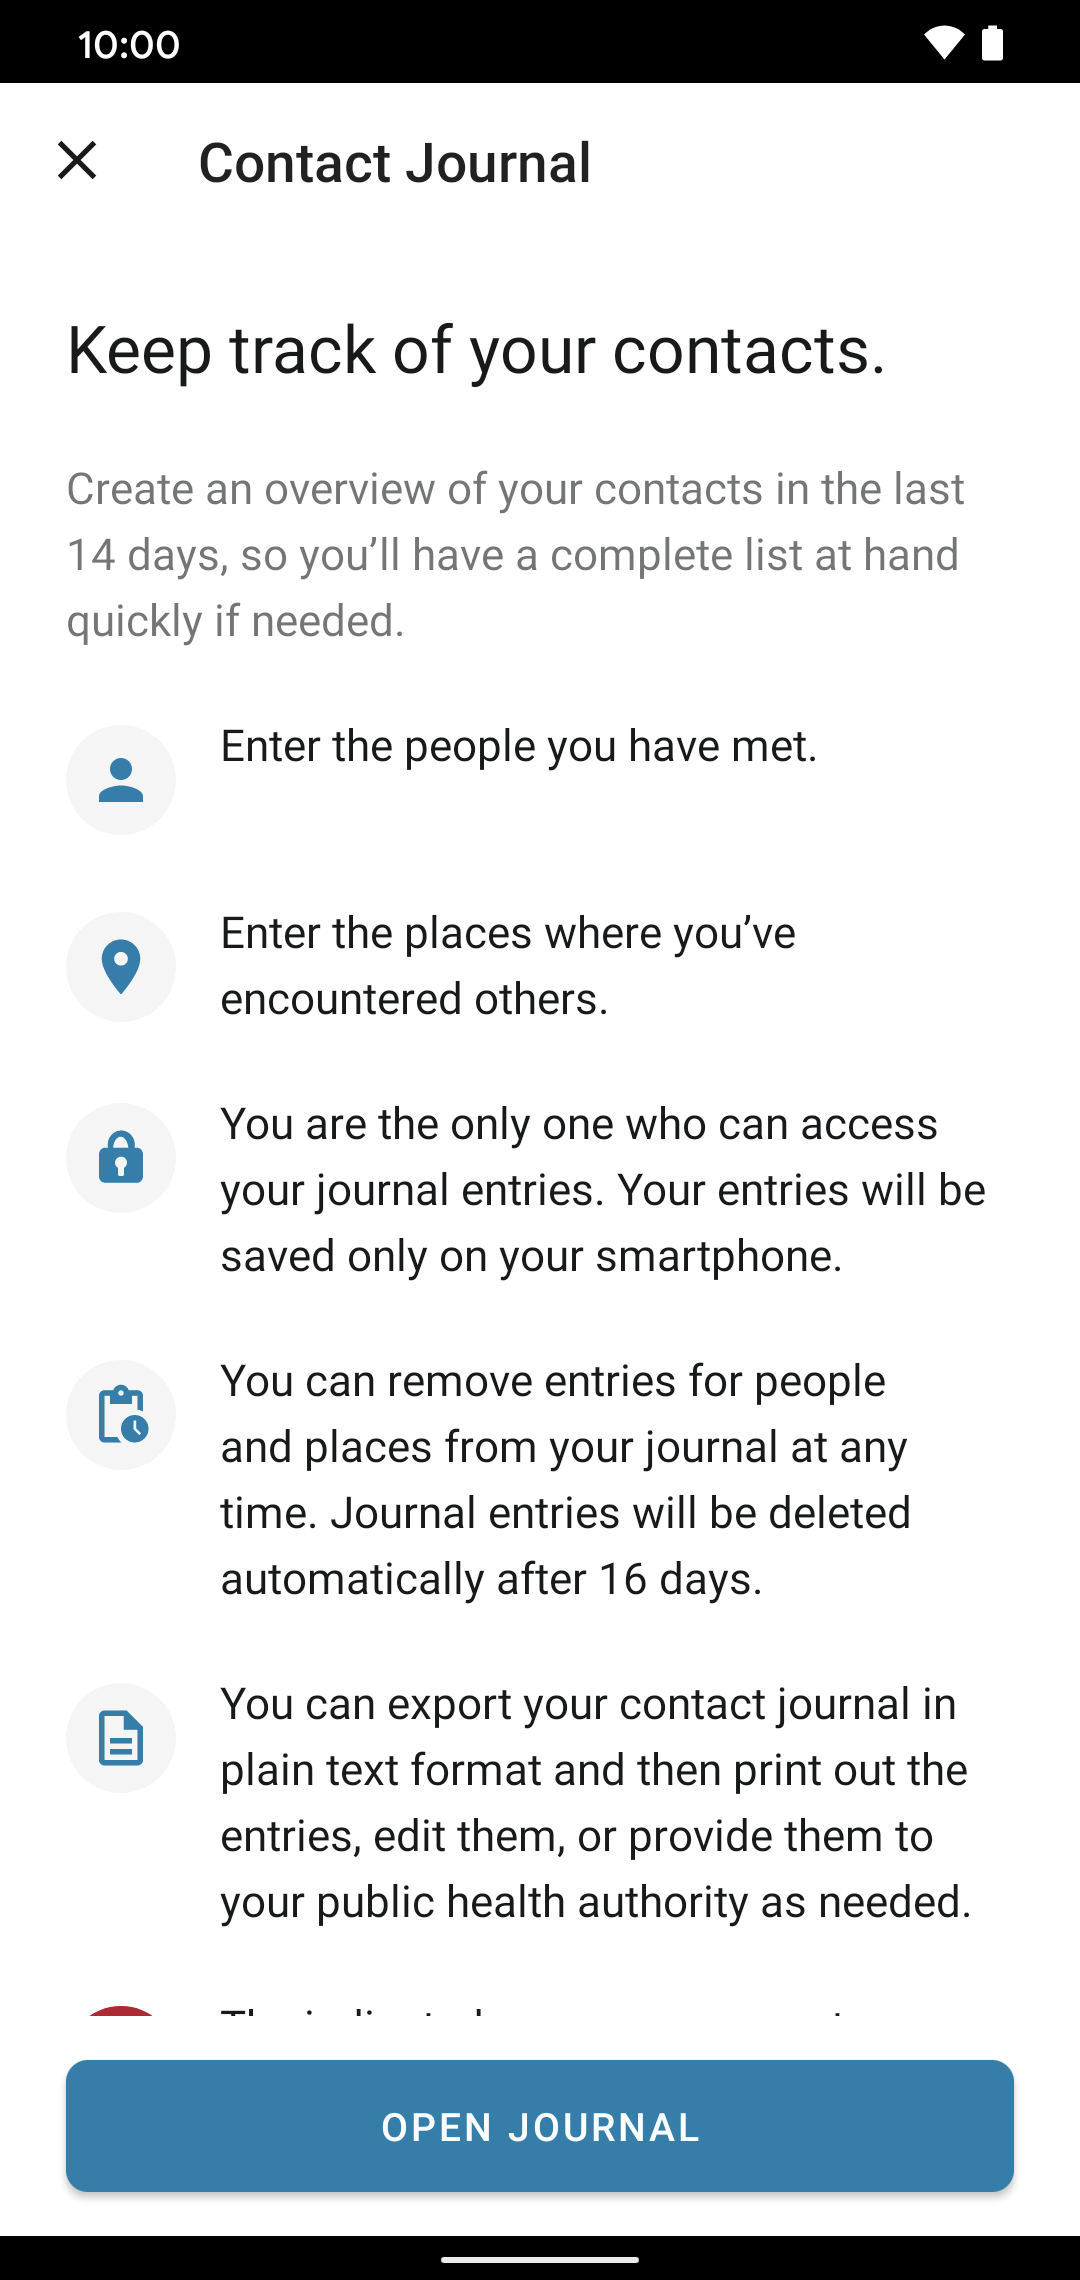 10:00
Contact Journal
Keep track of your contacts.
Create an overview of your contacts in the last
14 days, so you’ll have a complete list at hand
quickly if needed.
Enter the people you have met.
Enter the places where you’ve
encountered others.
You are the only one who can access
your journal entries. Your entries will be
saved only on your smartphone.
You can remove entries for people
and places from your journal at any
time. Journal entries will be deleted
automatically after 16 days.
You can export your contact journal in
plain text format and then print out the
entries, edit them, or provide them to
your public health authority as needed.
OPEN JOURNAL